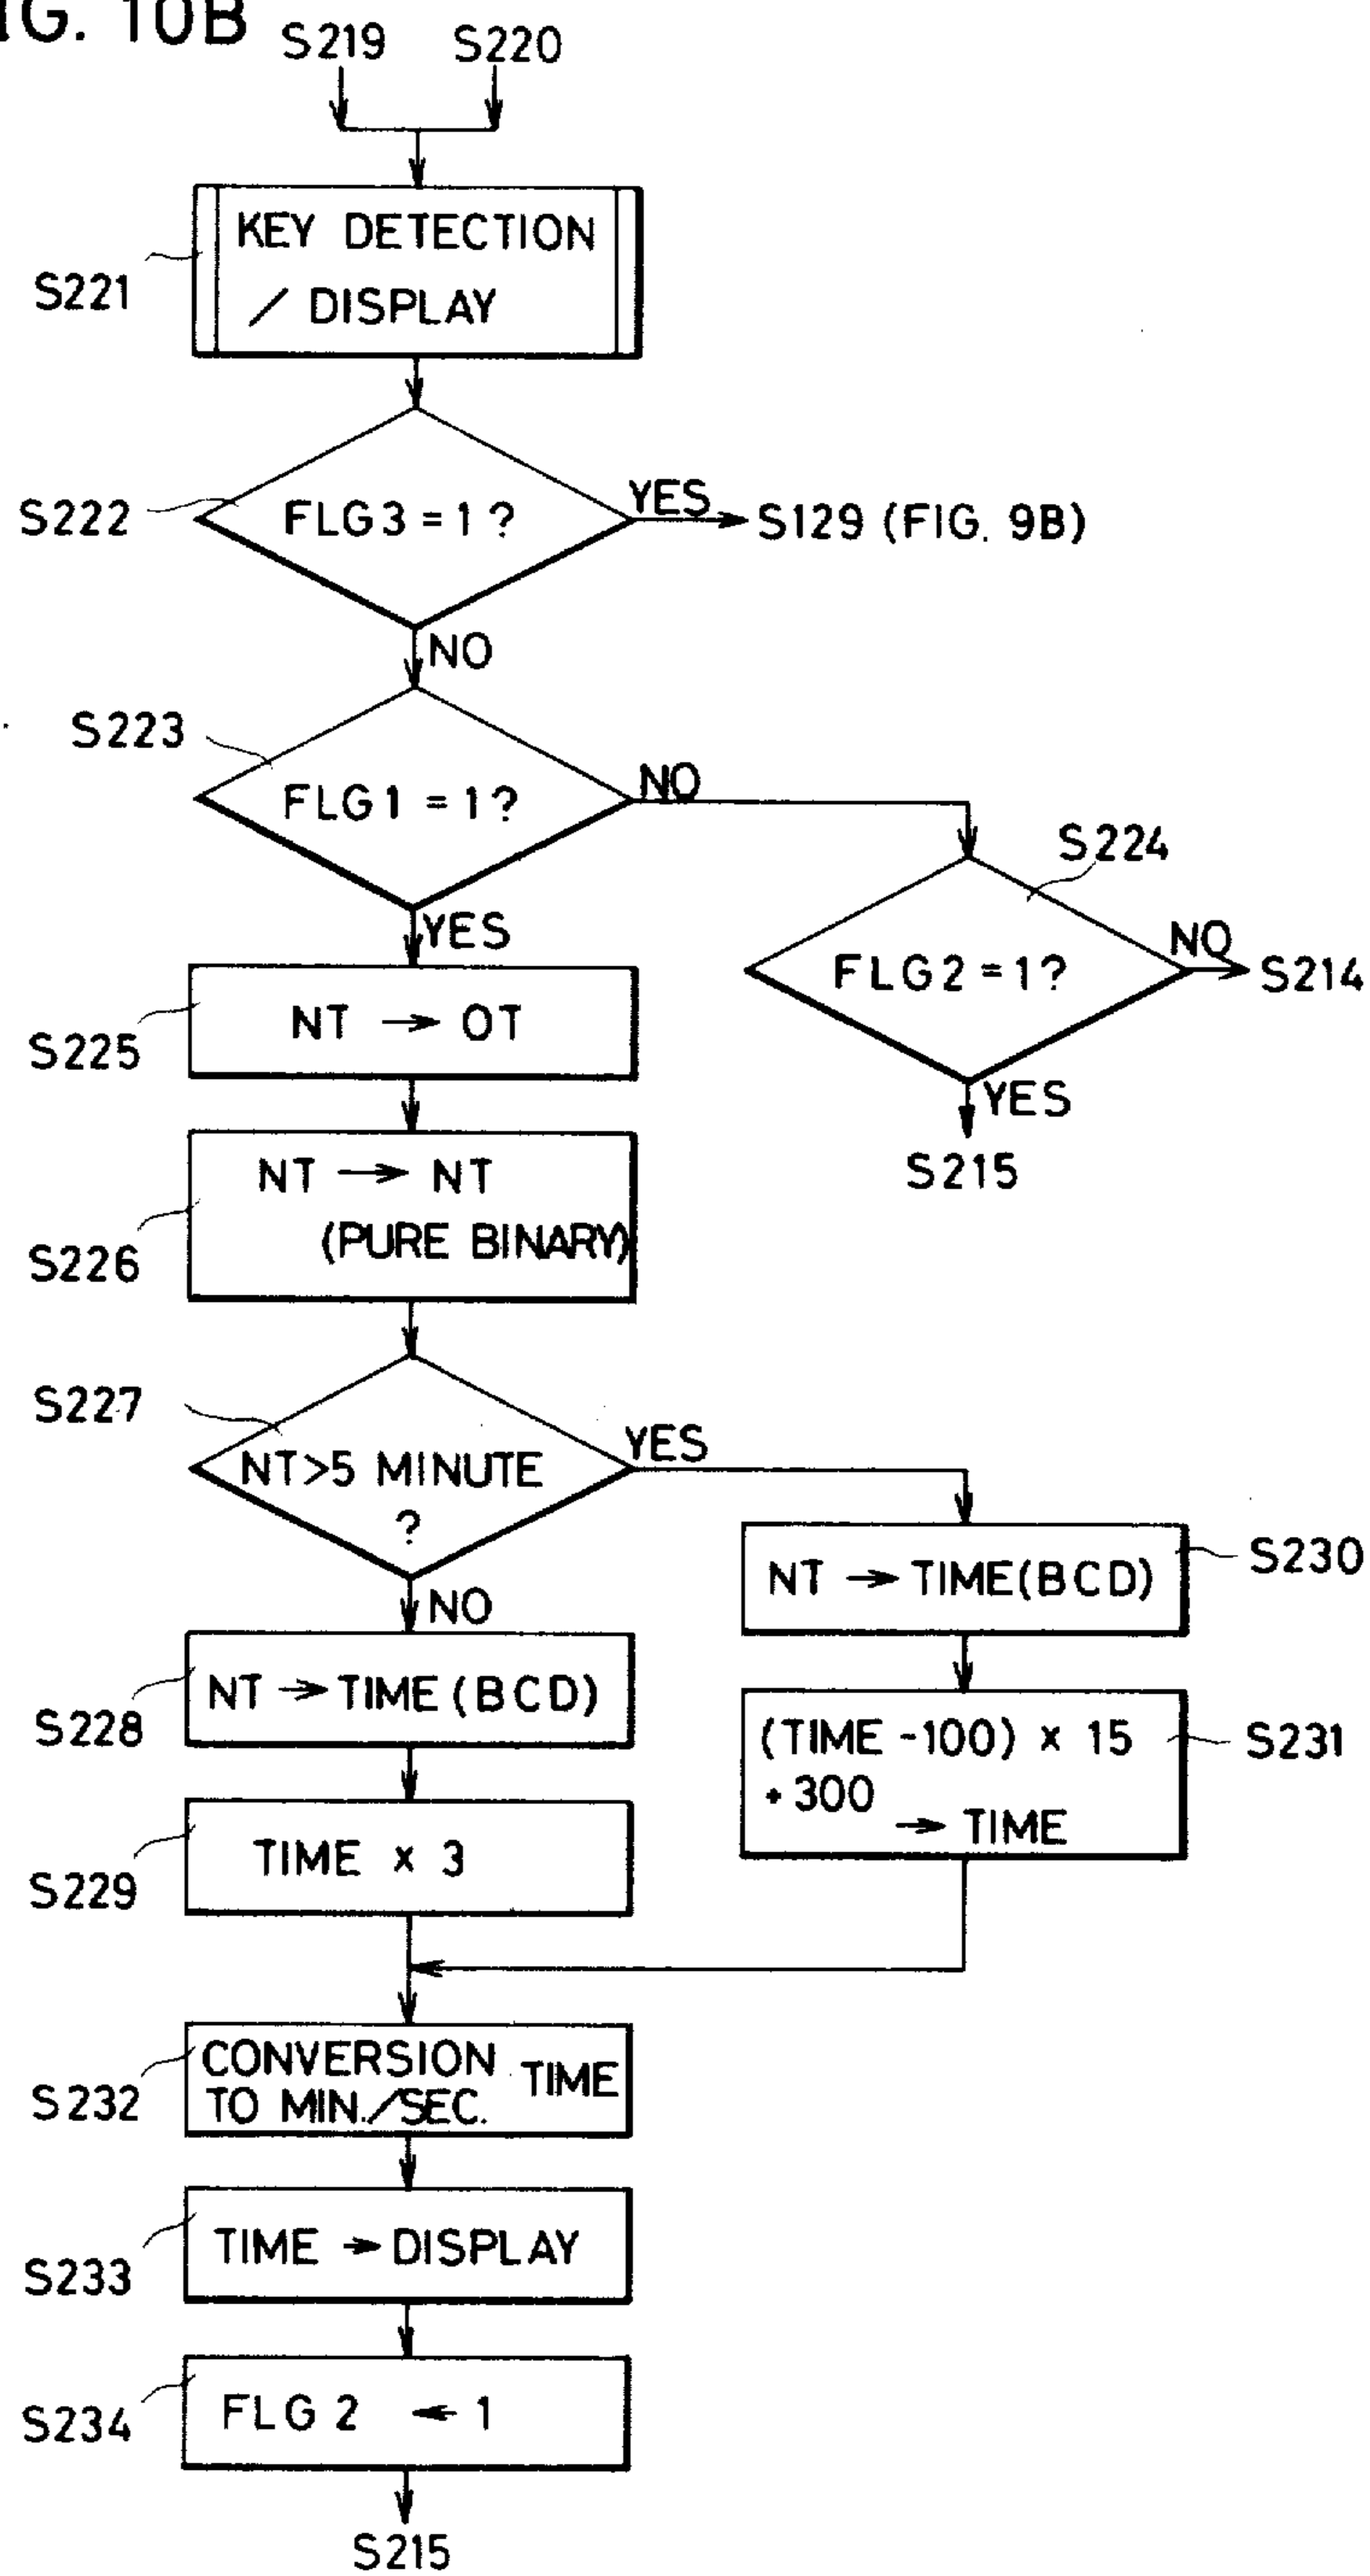 IG. 10B
S219 S220
KEY DETECTION
/ DISPLAY
S221
S222
FLG3 = 1 ?
YES
S129 (FIG. 9B)
NO
S223
FLG1 = 1 ?
NO
S224
YES
FLG2 = 1 ?
NO
S214
S225
NT → OT
YES
S215
NT → NT
(PURE BINARY)
S226
S227
NT>5 MINUTE
?
YES
NO
NT → TIME(BCD)
S230
S228
NT → TIME(BCD)
(TIME -100) × 15
+300
→ TIME
S231
S229
TIME × 3
CONVERSION
TO MIN./SEC. TIME
S232
TIME → DISPLAY
S233
FLG 2 ← 1
S234
S215